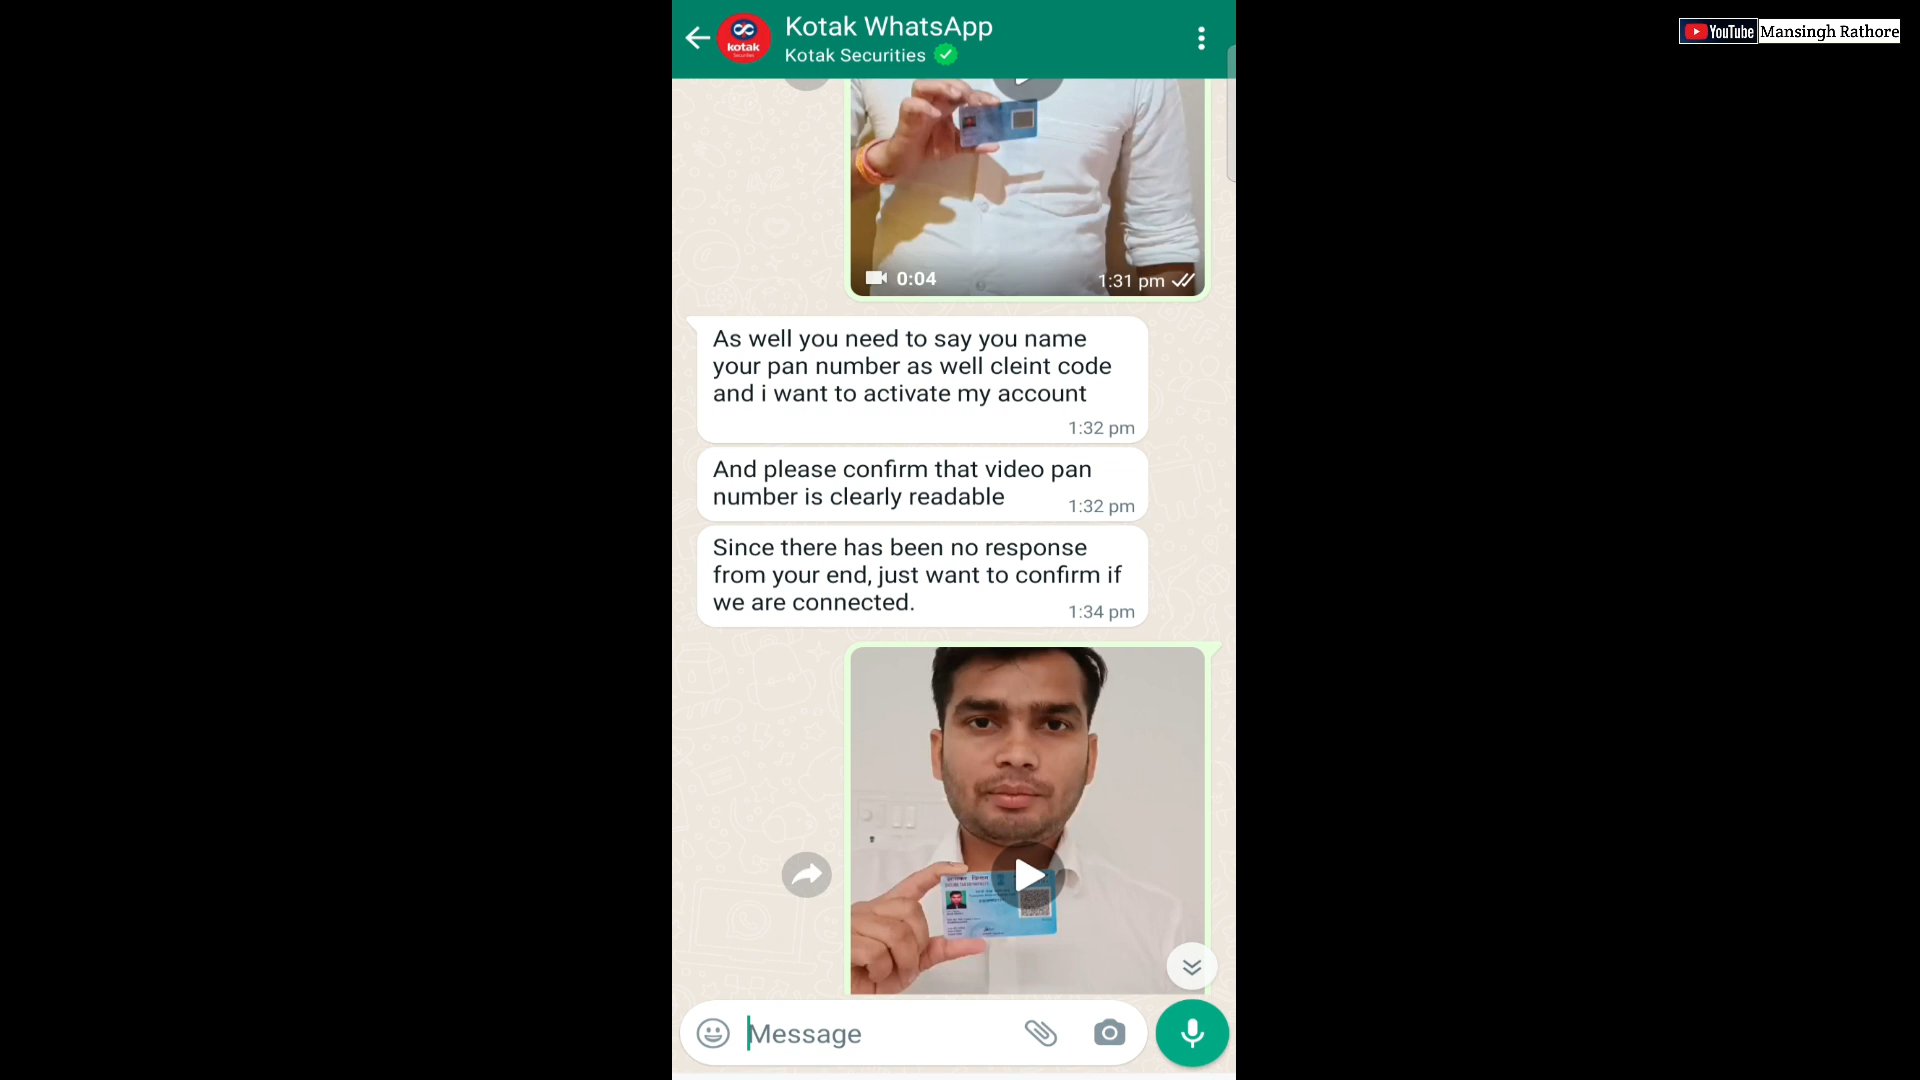 Kotak WhatsApp
kotak
Securities
Kotak Securities
YouTube Mansingh Rathore
0:04
1:31 pm
As well you need to say you name
your pan number as well cleint code
and i want to activate my account
1:32 pm
And please confirm that video pan
number is clearly readable
1:32 pm
Since there has been no response
from your end, just want to confirm if
we are connected.
1:34 pm
Message